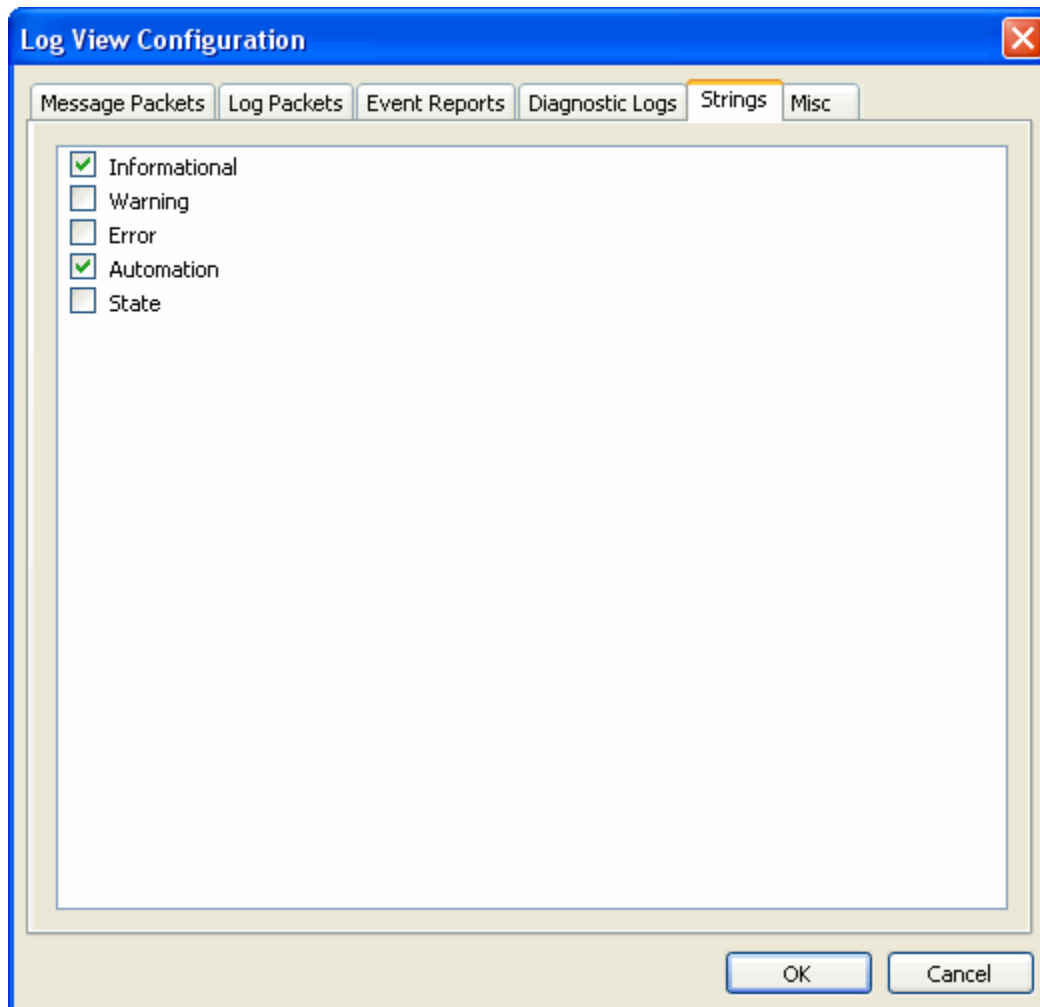 Log View Configuration
Message Packets Log Packets Event Reports Diagnostic Logs Strings Misc
Informational
Warning
Error
Automation
State
OK Cancel